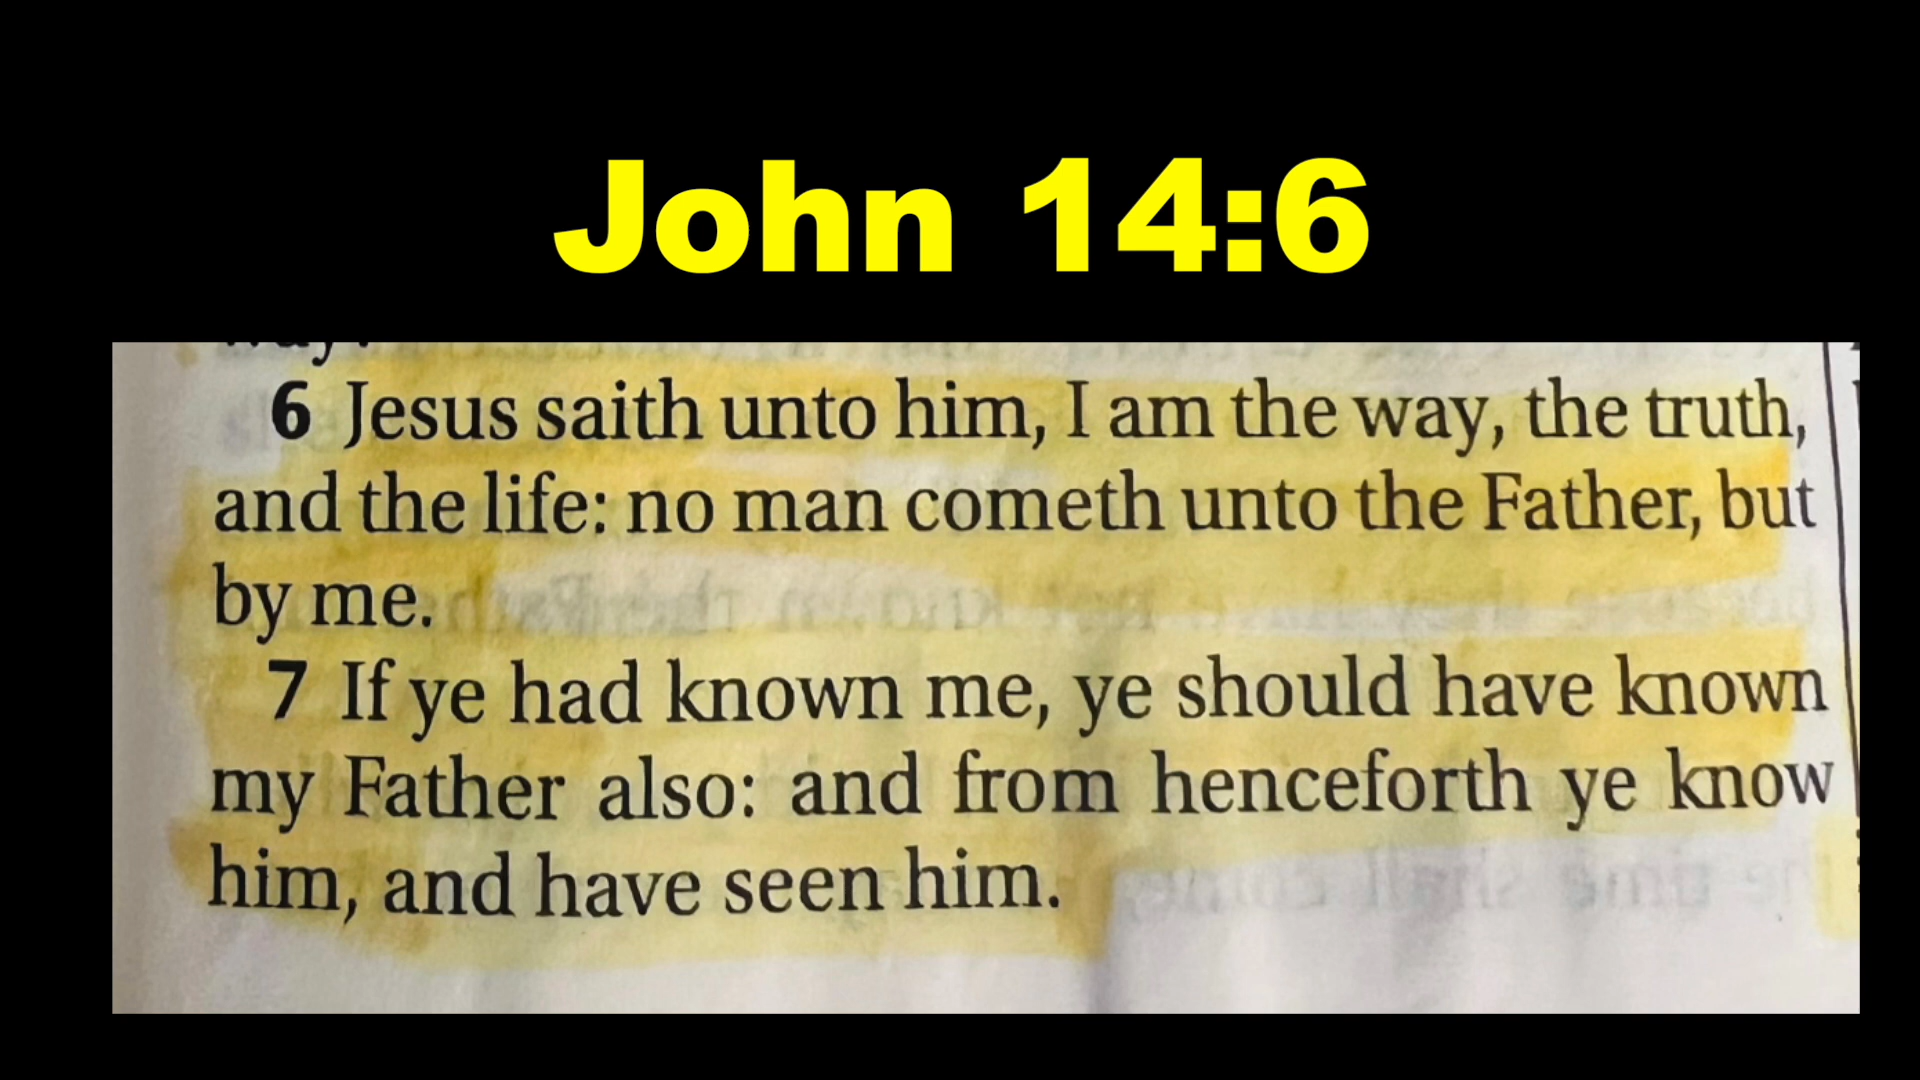 John 14:6
way?
6 Jesus saith unto him, I am the way, the truth,
and the life: no man cometh unto the Father, but
by me.
7 If ye had known me, ye should have known
my Father also: and from henceforth ye know
him, and have seen him.